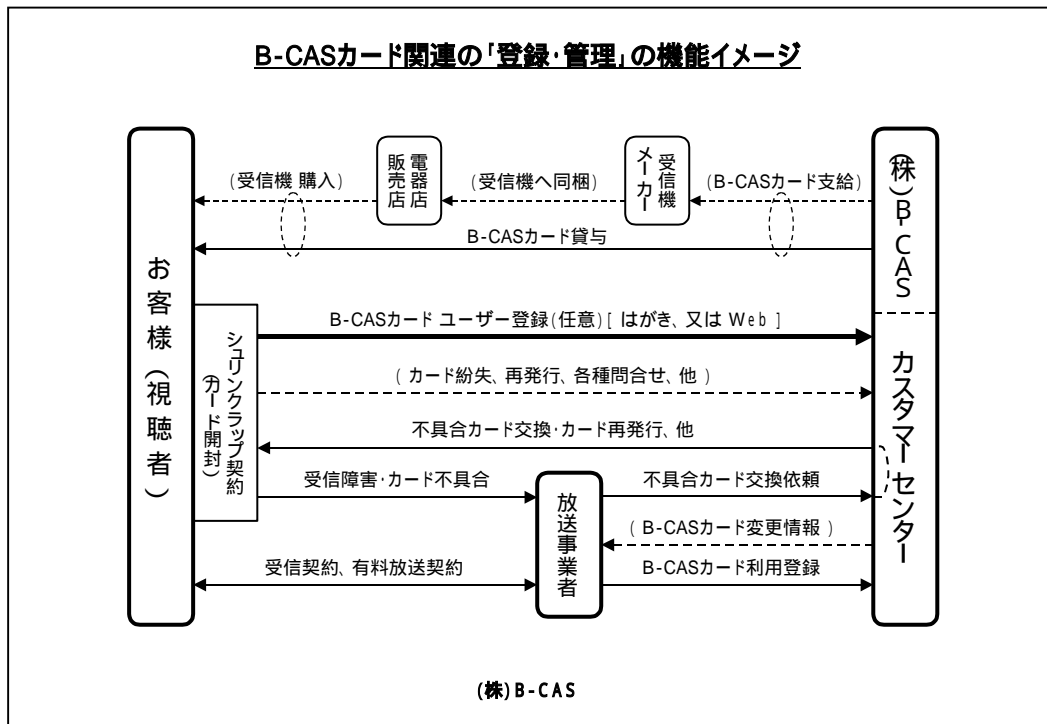 B-CASカード関連の「登録・管理」の機能イメージ
お客様(視聴者)
電器店
販売店
受信機
メーカー
(株)B-CAS
カスタマーセンター
(受信機 購入)
(受信機へ同梱)
(B-CASカード支給)
B-CASカード貸与
シュリンクラップ契約
(カード開封)
B-CASカード ユーザー登録(任意)[ はがき、又は Web ]
( カード紛失、再発行、各種問合せ、他 )
不具合カード交換・カード再発行、他
受信障害・カード不具合
放送事業者
不具合カード交換依頼
( B-CASカード変更情報 )
受信契約、有料放送契約
B-CASカード利用登録
(株)B-CAS